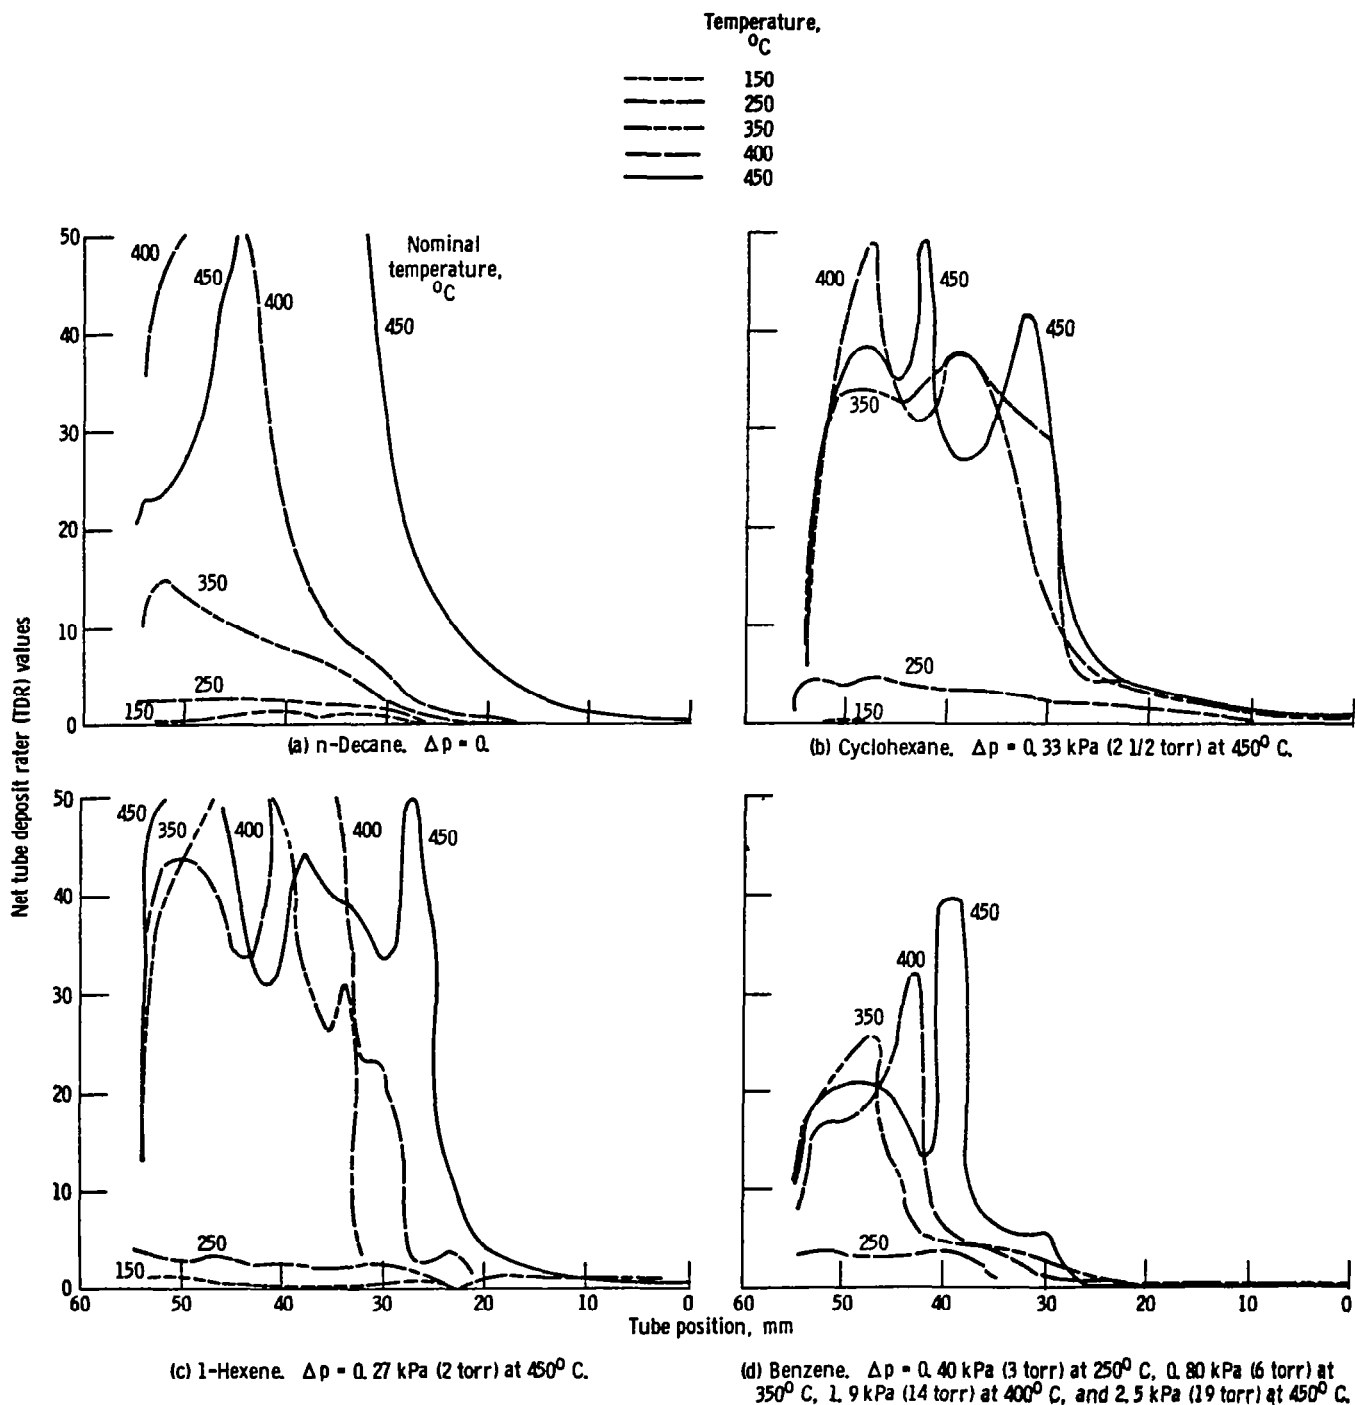 Temperature,
°C
150
250
350
400
450
Net tube deposit rater (TDR) values
50
40
30
20
10
0
400
450
400
Nominal
temperature,
°C
450
350
250
150
(a) n-Decane. Δp = 0.
400
450
450
350
250
150
(b) Cyclohexane. Δp = 0.33 kPa (2 1/2 torr) at 450° C.
50
40
30
20
10
0
450
350
400
400
450
250
150
60 50 40 30 20 10 0
450
400
350
250
60 50 40 30 20 10 0
Tube position, mm
(c) 1-Hexene. Δp = 0.27 kPa (2 torr) at 450° C.
(d) Benzene. Δp = 0.40 kPa (3 torr) at 250° C, 0.80 kPa (6 torr) at
350° C, 1.9 kPa (14 torr) at 400° C, and 2.5 kPa (19 torr) at 450° C.